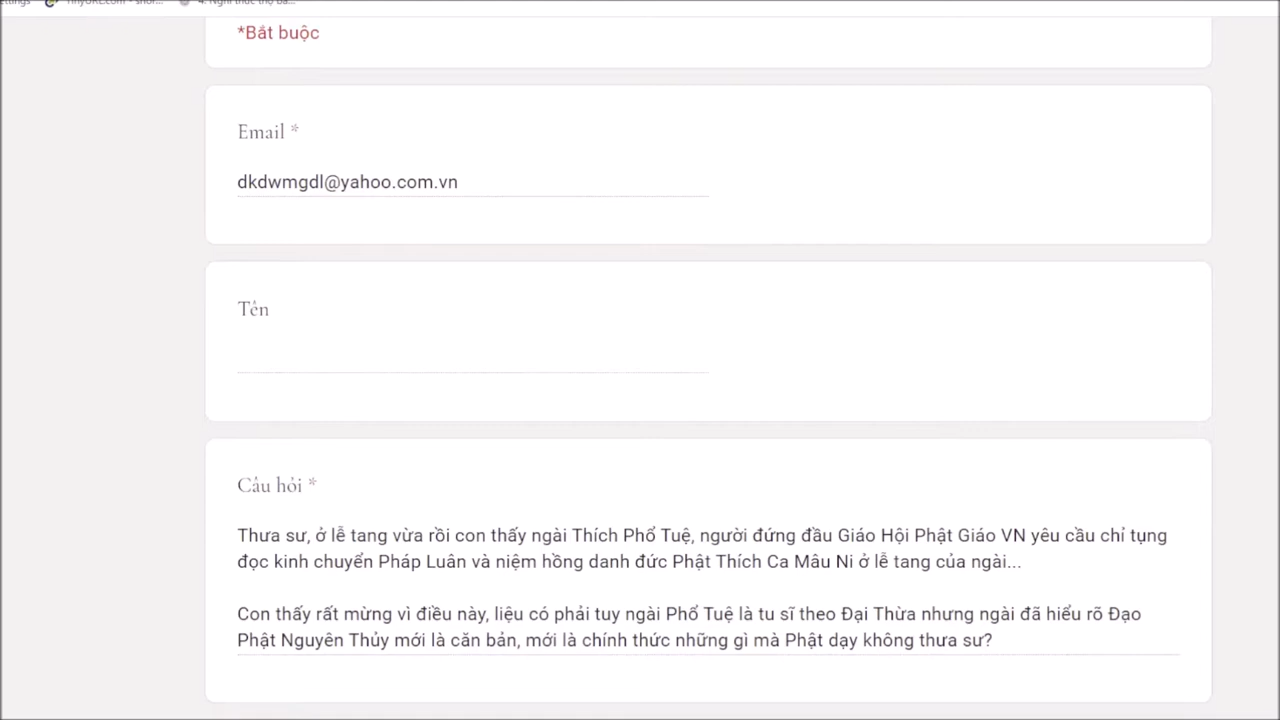 *Bắt buộc
Email *
dkdwmgdl@yahoo.com.vn
Tên
Câu hỏi *
Thưa sư, ở lễ tang vừa rồi con thấy ngài Thích Phổ Tuệ, người đứng đầu Giáo Hội Phật Giáo VN yêu cầu chỉ tụng
đọc kinh chuyển Pháp Luân và niệm hồng danh đức Phật Thích Ca Mâu Ni ở lễ tang của ngài...
Con thấy rất mừng vì điều này, liệu có phải tuy ngài Phổ Tuệ là tu sĩ theo Đại Thừa nhưng ngài đã hiểu rõ Đạo
Phật Nguyên Thủy mới là căn bản, mới là chính thức những gì mà Phật dạy không thưa sư?